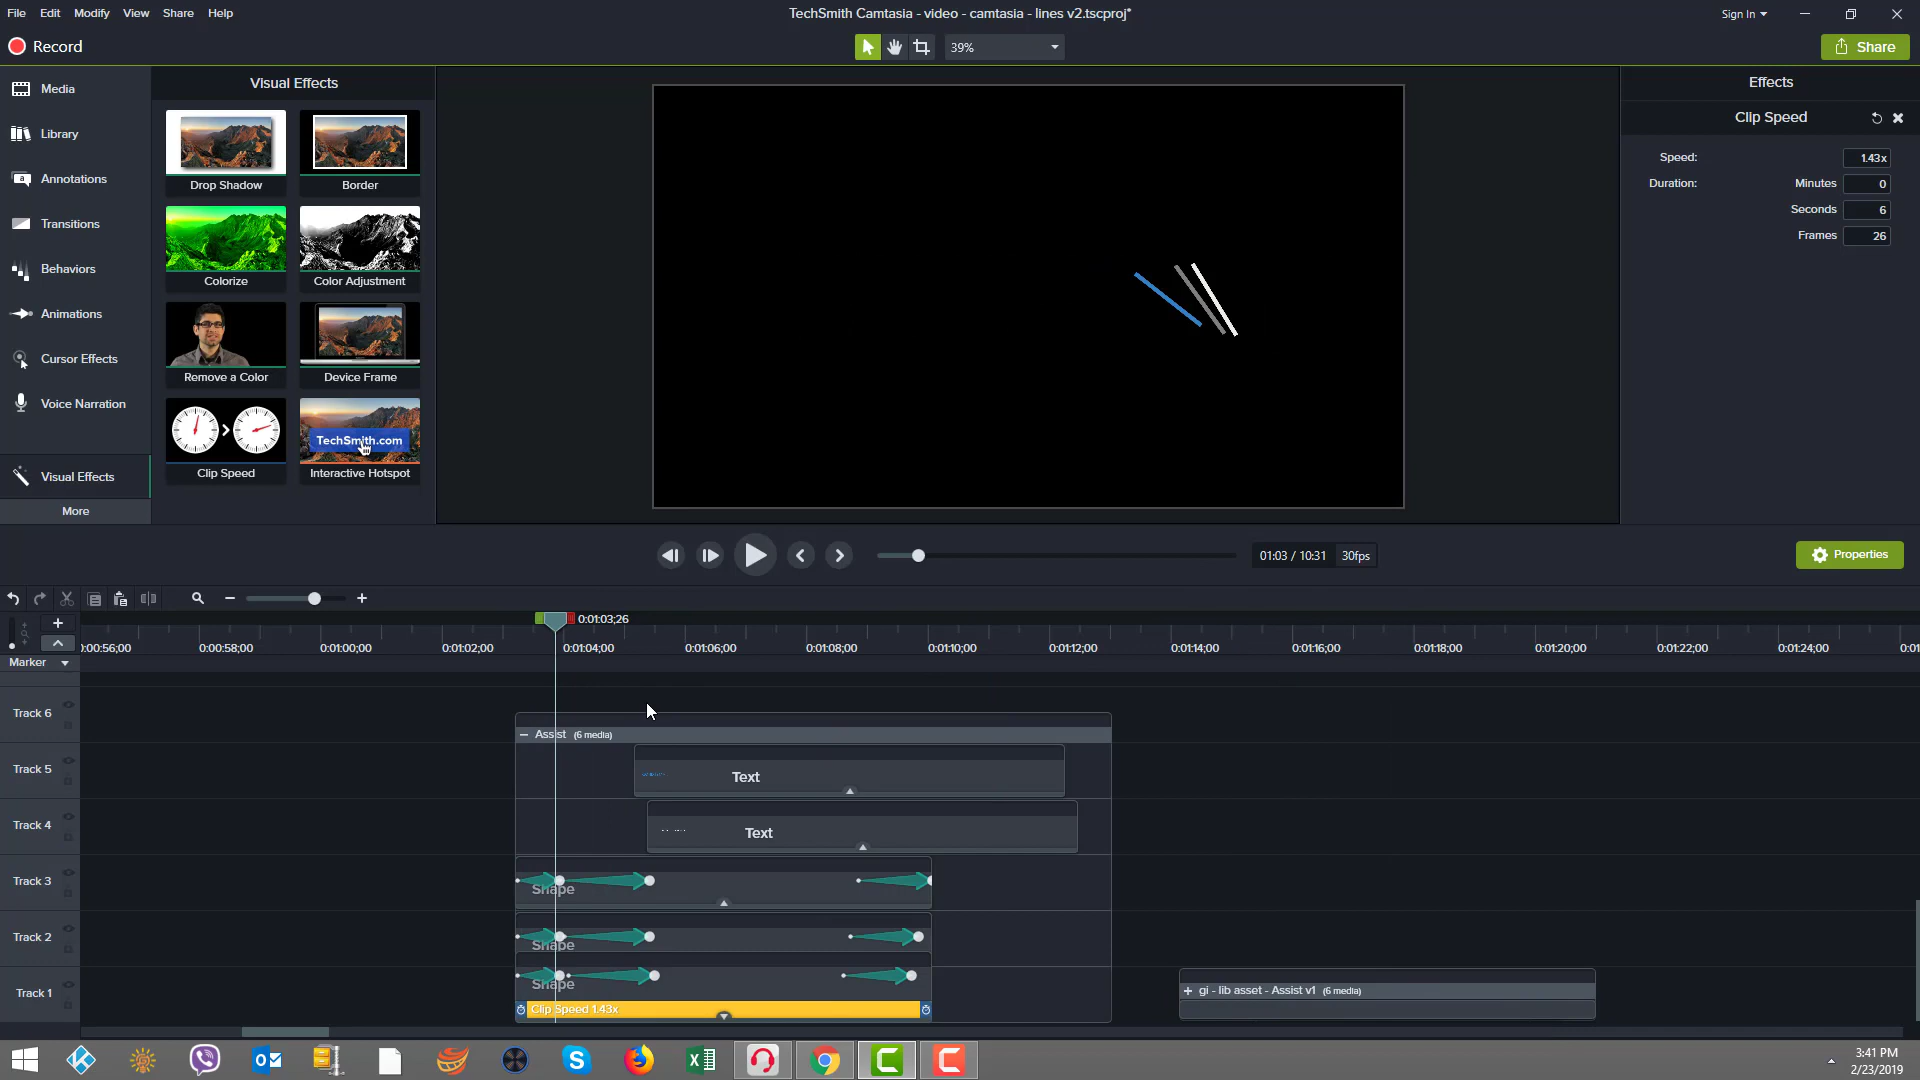 File Edit Modify View Share Help
TechSmith Camtasia - video - camtasia - lines v2.tscproj*
Sign In
Record
39%
Share
Media
Library
Annotations
Transitions
Behaviors
Animations
Cursor Effects
Voice Narration
Visual Effects
More
Visual Effects
Drop Shadow
Border
Colorize
Color Adjustment
Remove a Color
Device Frame
TechSmith.com
Clip Speed
Interactive Hotspot
Effects
Clip Speed
Speed: 1.43x
Duration: Minutes 0
Seconds 6
Frames 26
01:03 / 10:31 30fps
Properties
0:01:03;26
0:00:58;00 0:01:00;00 0:01:02;00 0:01:04;00 0:01:06;00 0:01:08;00 0:01:10;00 0:01:12;00 0:01:14;00 0:01:16;00 0:01:18;00 0:01:20;00 0:01:22;00 0:01:24;00
Marker
Track 6
Assist (6 media)
Track 5
Text
Track 4
Text
Track 3
Shape
Track 2
Shape
Track 1
Shape
Clip Speed 1.43x
gi - lib asset - Assist v1 (6 media)
3:41 PM
2/23/2019